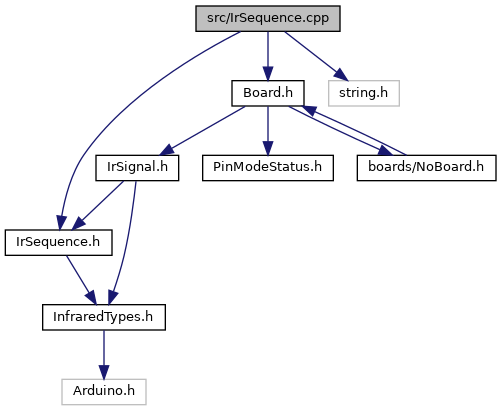 src/IrSequence.cpp
Board.h
string.h
IrSignal.h
PinModeStatus.h
boards/NoBoard.h
IrSequence.h
InfraredTypes.h
Arduino.h